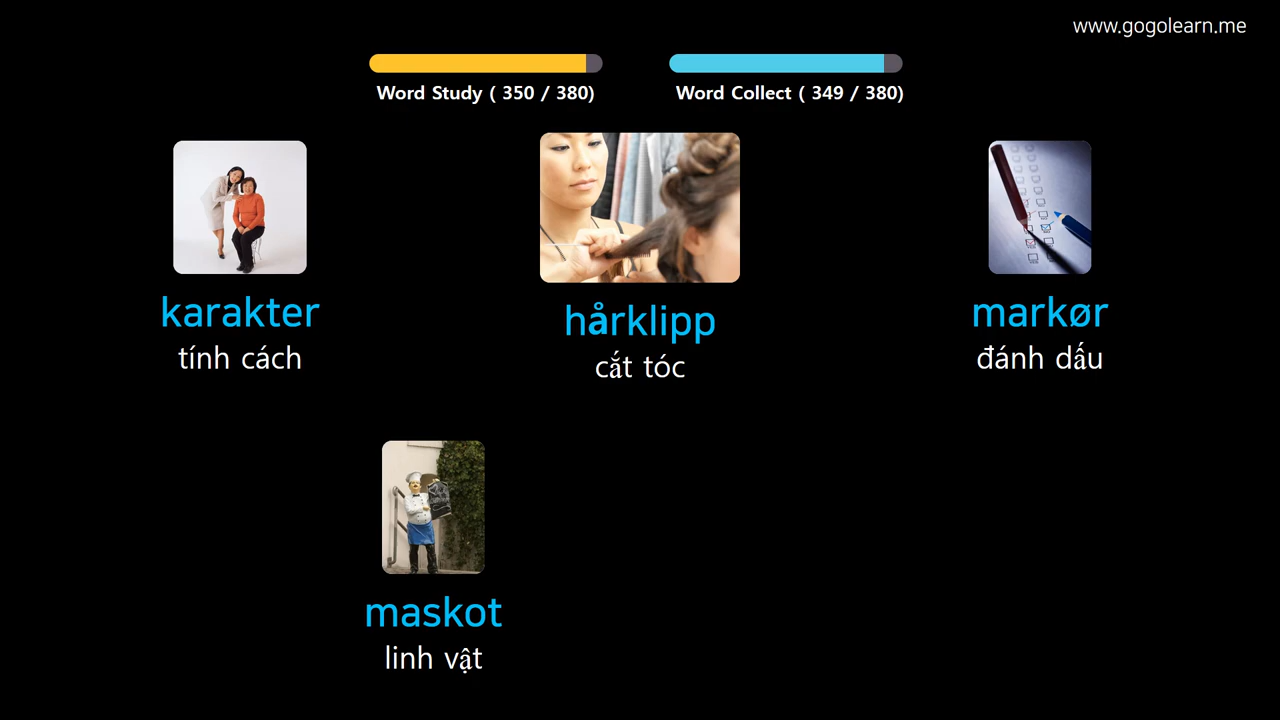 www.gogolearn.me
Word Study ( 350 / 380)
Word Collect ( 349 / 380)
karakter
tính cách
hårklipp
cắt tóc
markør
đánh dấu
maskot
linh vật